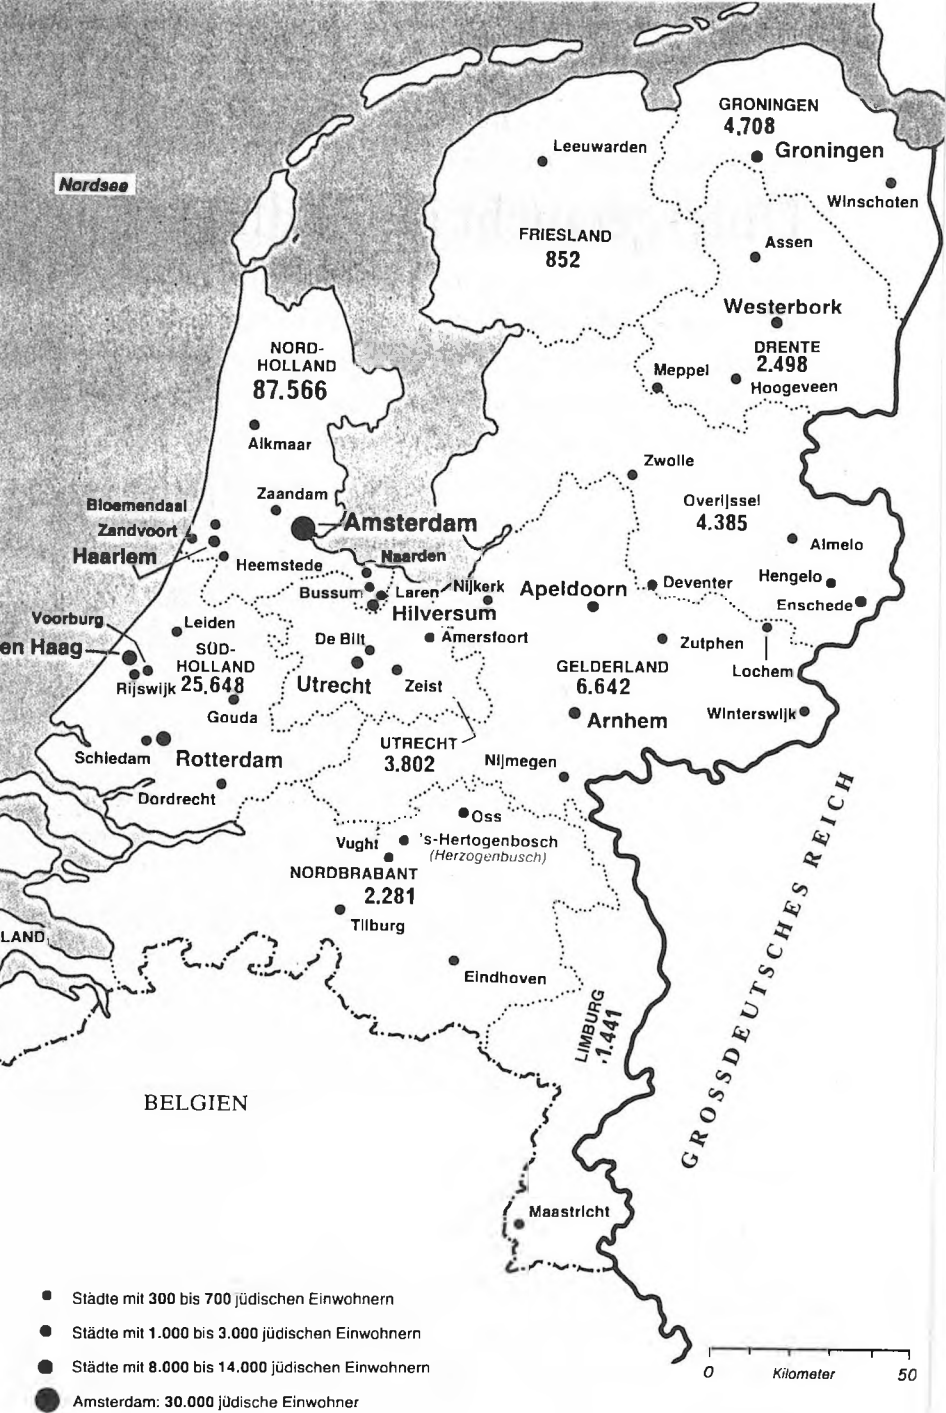 GRONINGEN
4.708
Groningen
Leeuwarden
Nordsee
Winschoten
FRIESLAND
852
Assen
Westerbork
DRENTE
2.498
Hoogeveen
Meppel
NORD-
HOLLAND
87.566
Alkmaar
Zwolle
Overijssel
4.385
Zaandam
Bloemendaal
Zandvoort
Haarlem
Amsterdam
Naarden
Almelo
Heemstede
Bussum
Laren
Nijkerk
Hilversum
Apeldoorn
Deventer
Hengelo
Enschede
Voorburg
Leiden
en Haag
SÜD-
HOLLAND
25.648
Rijswijk
De Bilt
Amersfoort
Utrecht
Zeist
Zutphen
Lochem
GELDERLAND
6.642
Gouda
Arnhem
Winterswijk
Schiedam
Rotterdam
UTRECHT
3.802
Nijmegen
Dordrecht
Oss
Vught
's-Hertogenbosch
(Herzogenbusch)
NORDBRABANT
2.281
Tilburg
LAND
Eindhoven
LIMBURG
1.441
GROSSDEUTSCHES REICH
BELGIEN
Maastricht
Städte mit 300 bis 700 jüdischen Einwohnern
Städte mit 1.000 bis 3.000 jüdischen Einwohnern
Städte mit 8.000 bis 14.000 jüdischen Einwohnern
Amsterdam: 30.000 jüdische Einwohner
0 Kilometer 50